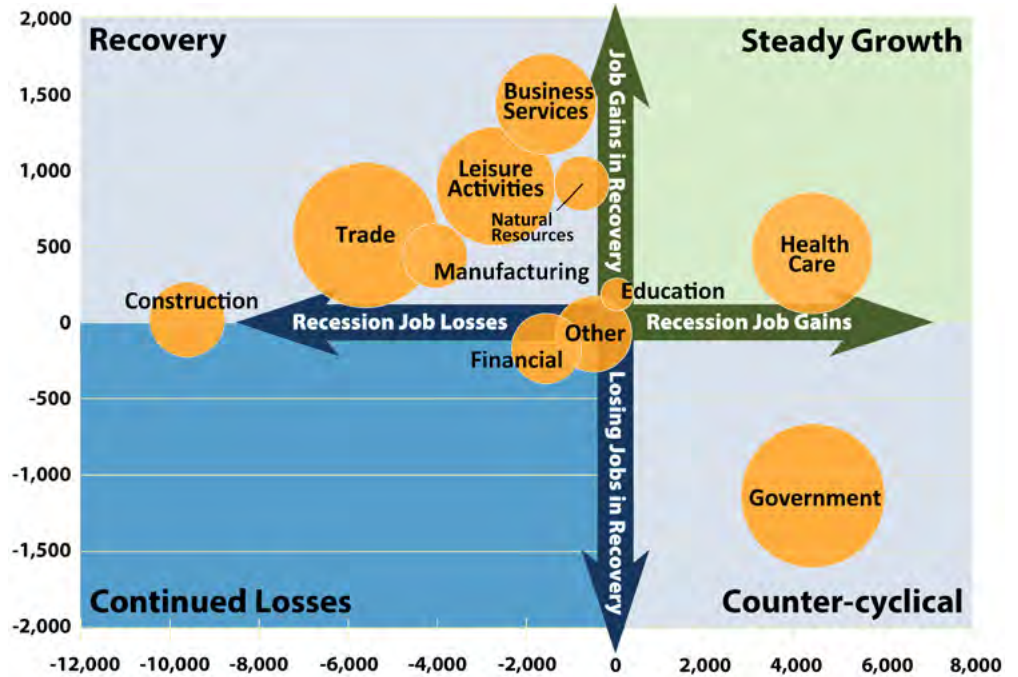 2,000
Recovery
Steady Growth
1,500
Business
Services
Job Gains in Recovery
1,000
Leisure
Activities
Natural
Resources
500
Trade
Manufacturing
Health
Care
Construction
Education
0
Recession Job Losses
Other
Recession Job Gains
Financial
-500
Losing Jobs in Recovery
-1,000
Government
-1,500
Continued Losses
Counter-cyclical
-2,000
-12,000
-10,000
-8,000
-6,000
-4,000
-2,000
0
2,000
4,000
6,000
8,000